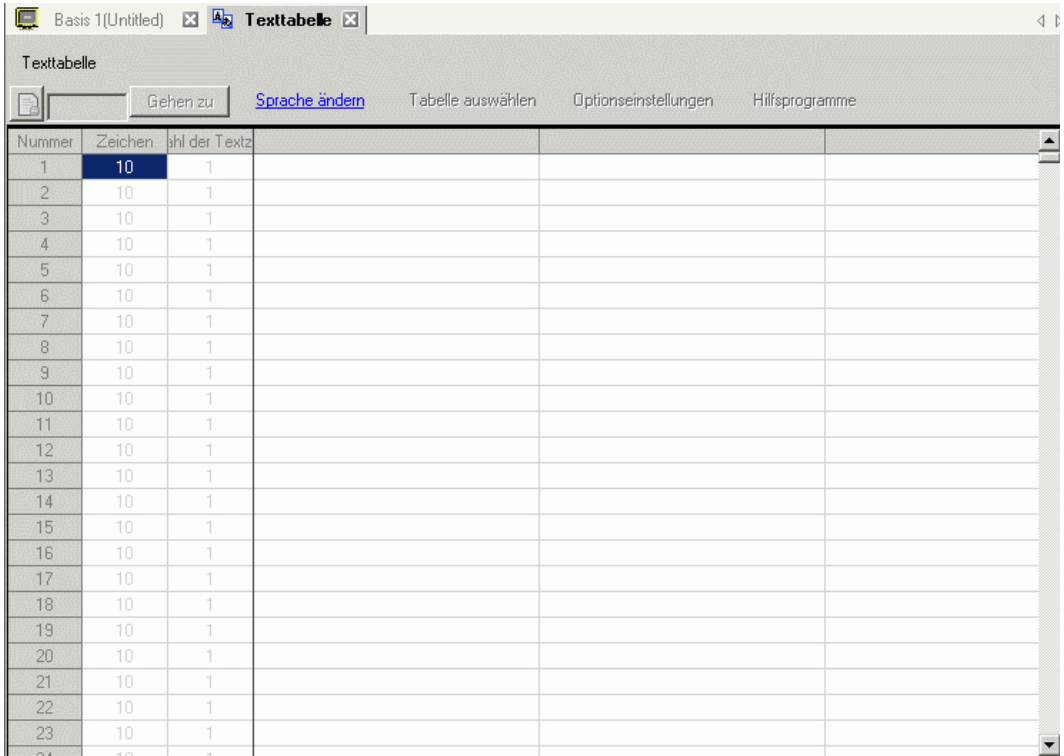 Basis 1(Untitled) Texttabelle
Texttabelle
Gehen zu Sprache ändern Tabelle auswählen Optionseinstellungen Hilfsprogramme
Nummer Zeichen ahl der Textz
1 10 1
2 10 1
3 10 1
4 10 1
5 10 1
6 10 1
7 10 1
8 10 1
9 10 1
10 10 1
11 10 1
12 10 1
13 10 1
14 10 1
15 10 1
16 10 1
17 10 1
18 10 1
19 10 1
20 10 1
21 10 1
22 10 1
23 10 1
24 10 1